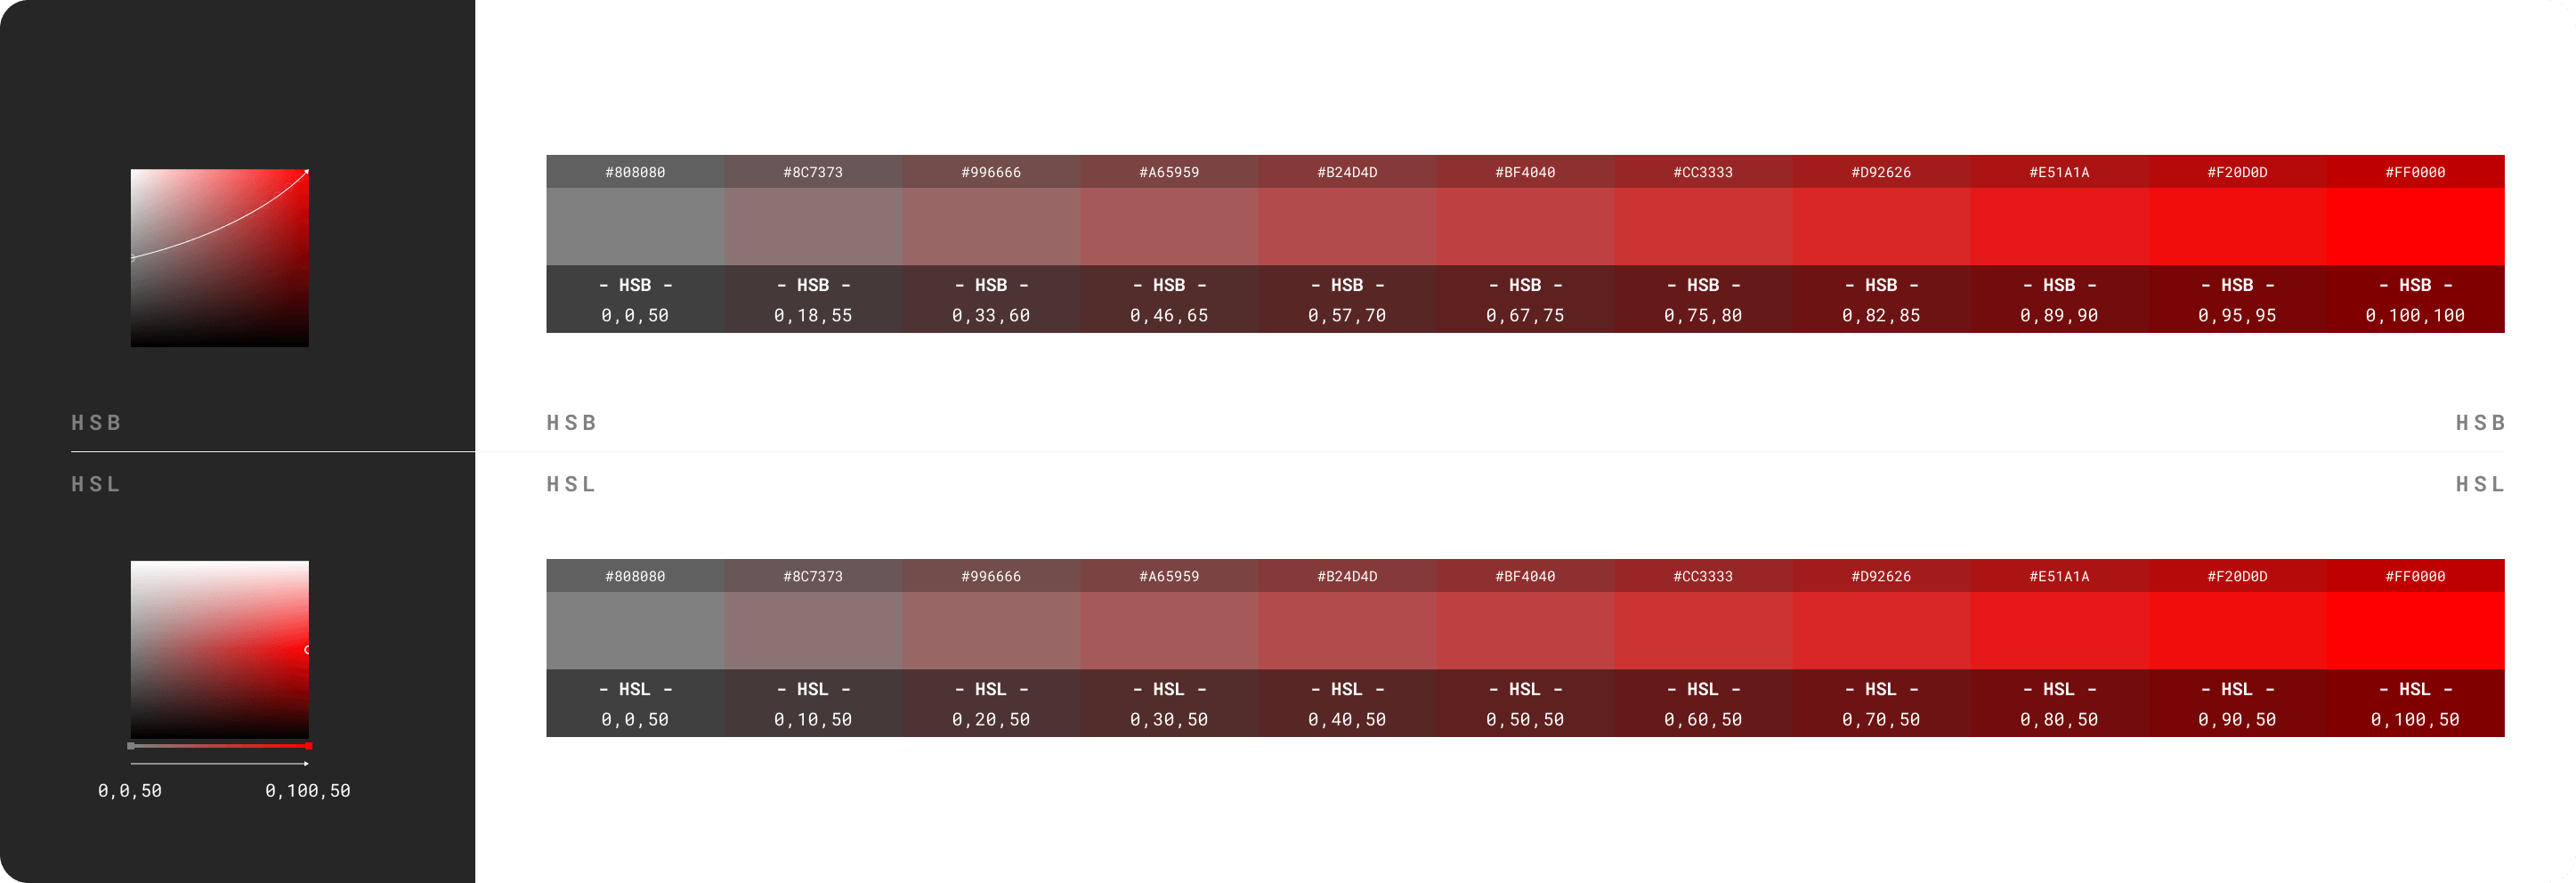 #808080 #8C7373 #996666 #A65959 #B24D4D #BF4040 #CC3333 #D92626 #E51A1A #F20D0D #FF0000
- HSB - - HSB - - HSB - - HSB - - HSB - - HSB - - HSB - - HSB - - HSB - - HSB - - HSB -
0,0,50 0,18,55 0,33,60 0,46,65 0,57,70 0,67,75 0,75,80 0,82,85 0,89,90 0,95,95 0,100,100
HSB HSB HSB
HSL HSL HSL
#808080 #8C7373 #996666 #A65959 #B24D4D #BF4040 #CC3333 #D92626 #E51A1A #F20D0D #FF0000
- HSL - - HSL - - HSL - - HSL - - HSL - - HSL - - HSL - - HSL - - HSL - - HSL - - HSL -
0,0,50 0,10,50 0,20,50 0,30,50 0,40,50 0,50,50 0,60,50 0,70,50 0,80,50 0,90,50 0,100,50
0,0,50 0,100,50